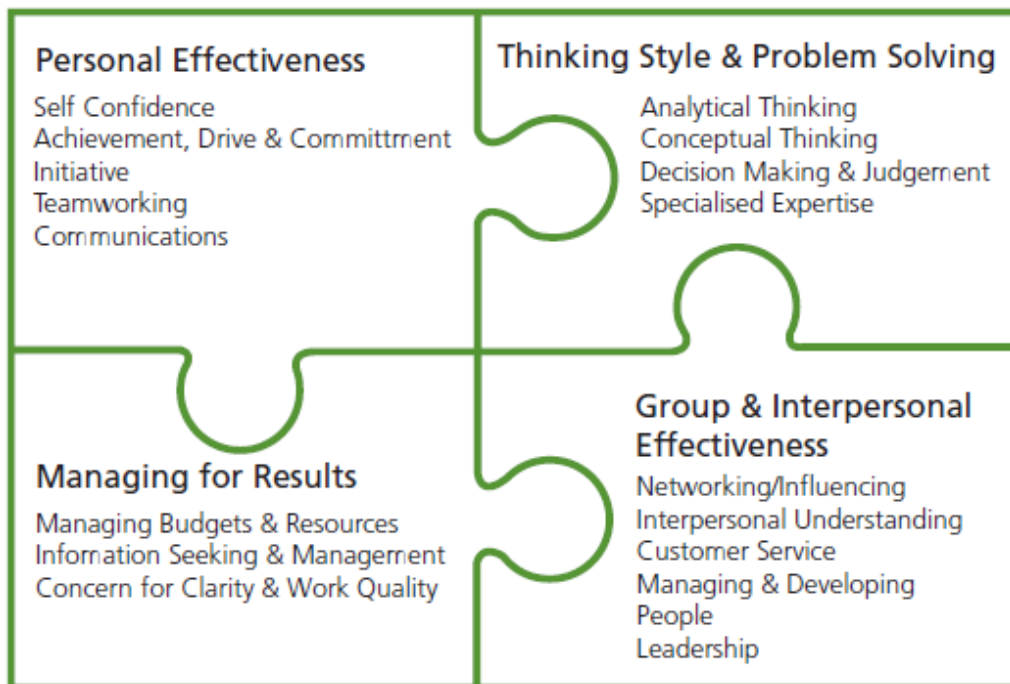 Personal Effectiveness
Self Confidence
Achievement, Drive & Committment
Initiative
Teamworking
Communications
Thinking Style & Problem Solving
Analytical Thinking
Conceptual Thinking
Decision Making & Judgement
Specialised Expertise
Managing for Results
Managing Budgets & Resources
Information Seeking & Management
Concern for Clarity & Work Quality
Group & Interpersonal
Effectiveness
Networking/Influencing
Interpersonal Understanding
Customer Service
Managing & Developing
People
Leadership